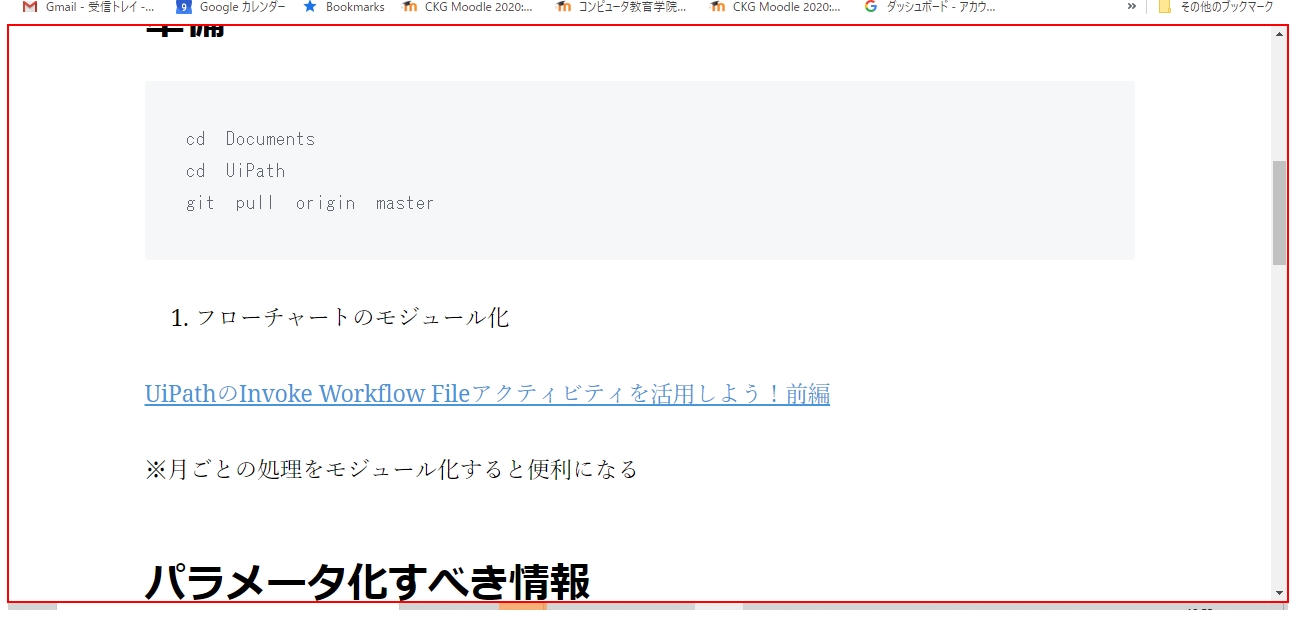 Gmail - 受信トレイ -...
9
Google カレンダー
Bookmarks
CKG Moodle 2020:...
コンピュータ教育学院...
CKG Moodle 2020:...
ダッシュボード - アカウ...
»
その他のブックマーク
準備
cd Documents
cd UiPath
git pull origin master
1. フローチャートのモジュール化
UiPathのInvoke Workflow Fileアクティビティを活用しよう！前編
※月ごとの処理をモジュール化すると便利になる
パラメータ化すべき情報